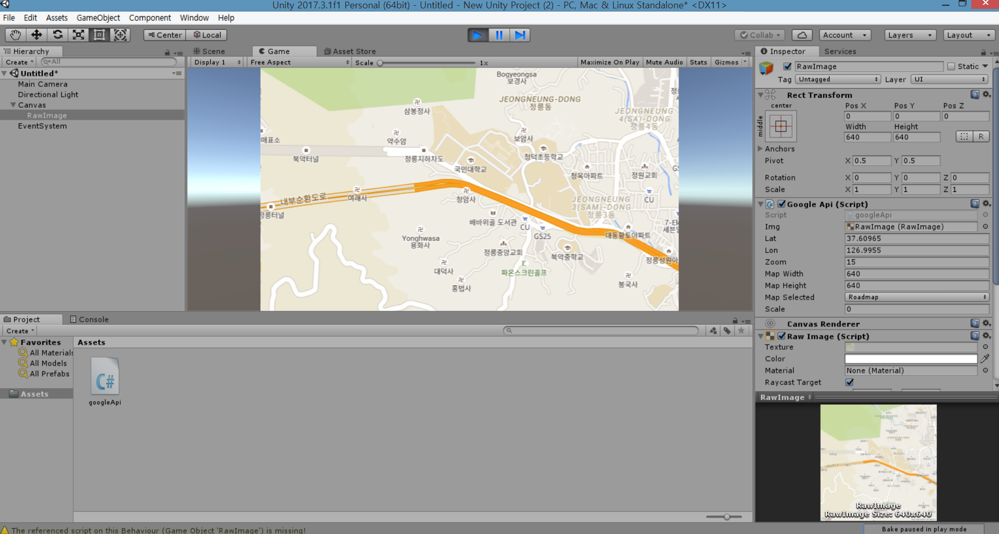 Unity 2017.3.1f1 Personal (64bit) - Untitled - New Unity Project (2) - PC, Mac & Linux Standalone* <DX11>
File Edit Assets GameObject Component Window Help
Center Local
Collab Account Layers Layout
Hierarchy
Create All
Untitled*
Main Camera
Directional Light
Canvas
RawImage
EventSystem
Scene Game Asset Store
Display 1 Free Aspect Scale 1x Maximize On Play Mute Audio Stats Gizmos
Bogyeongsa
보경사
JEONGNEUNG-DONG
정릉동
삼봉정사
JEONGNEUNG
4(SA)-DONG
정릉4동
매표소
약수암
보암사
북악터널
정릉지하차도
청덕초등학교
국민대학교
청옥아파트
정원교회
내부순환도로
여래사
청암사
JEONGNEUNG
3(SAM)-DONG
정릉3동
CU
정릉터널
배바위골 도서관
CU
GS25
대동황토아파트
7-El
세븐일
Yonghwasa
용화사
정릉중앙교회
북악중학교
정릉성원아
대덕사
파온스크린골프
홍법사
봉국사
Inspector Services
RawImage Static
Tag Untagged Layer UI
Rect Transform
center
middle
Pos X Pos Y Pos Z
0 0 0
Width Height
640 640
R
Anchors
Pivot X 0.5 Y 0.5
Rotation X 0 Y 0 Z 0
Scale X 1 Y 1 Z 1
Google Api (Script)
Script googleApi
Img RawImage (RawImage)
Lat 37.60965
Lon 126.9955
Zoom 15
Map Width 640
Map Height 640
Map Selected Roadmap
Scale 0
Canvas Renderer
Raw Image (Script)
Texture
Color
Material None (Material)
Raycast Target
RawImage
RawImage
RawImage Size: 640x640
Project Console
Create
Favorites
All Materials
All Models
All Prefabs
Assets
Assets
C#
googleApi
The referenced script on this Behaviour (Game Object 'RawImage') is missing!
Bake paused in play mode